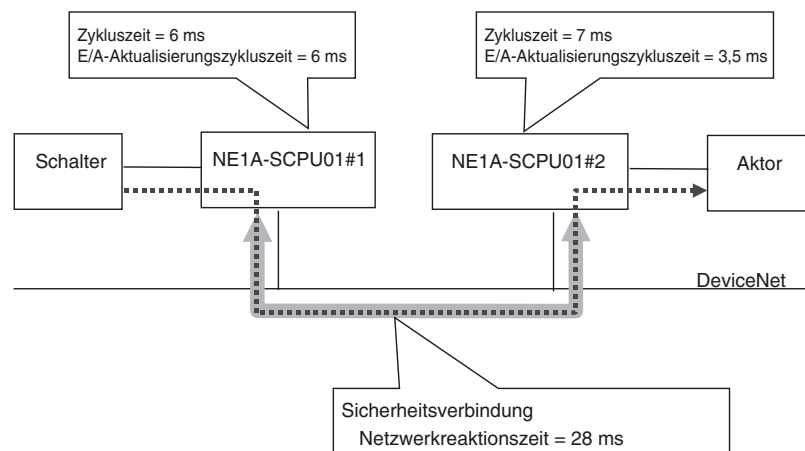 Zykluszeit = 6 ms
E/A-Aktualisierungszykluszeit = 6 ms
Zykluszeit = 7 ms
E/A-Aktualisierungszykluszeit = 3,5 ms
Schalter
NE1A-SCPU01#1
NE1A-SCPU01#2
Aktor
DeviceNet
Sicherheitsverbindung
Netzwerkreaktionszeit = 28 ms